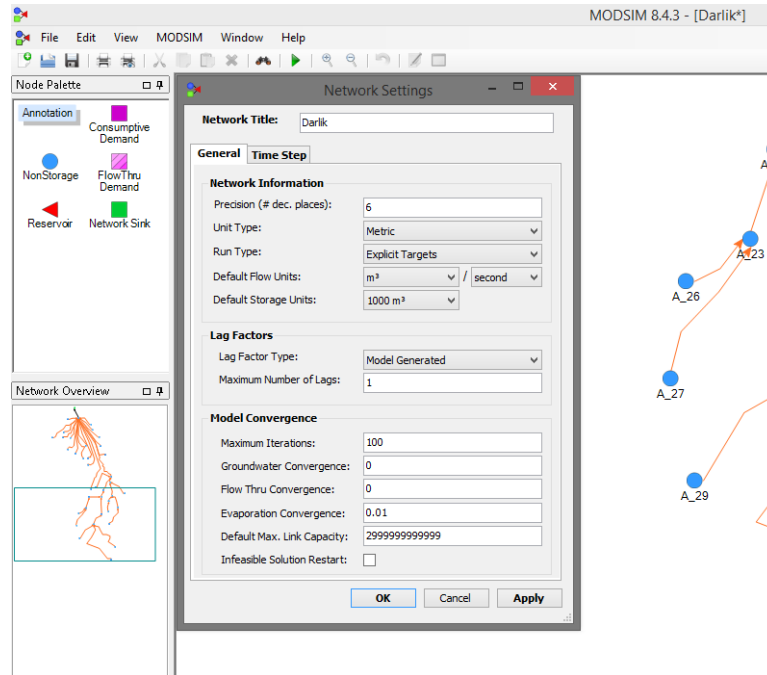 MODSIM 8.4.3 - [Darlik*]
File Edit View MODSIM Window Help
Node Palette
Annotation
Consumptive
Demand
NonStorage
FlowThru
Demand
Reservoir
Network Sink
Network Overview
Network Settings
Network Title: Darlik
General Time Step
Network Information
Precision (# dec. places): 6
Unit Type: Metric
Run Type: Explicit Targets
Default Flow Units: m³ / second
Default Storage Units: 1000 m³
Lag Factors
Lag Factor Type: Model Generated
Maximum Number of Lags: 1
Model Convergence
Maximum Iterations: 100
Groundwater Convergence: 0
Flow Thru Convergence: 0
Evaporation Convergence: 0.01
Default Max. Link Capacity: 2999999999999
Infeasible Solution Restart:
OK Cancel Apply
A
A_23
A_26
A_27
A_29